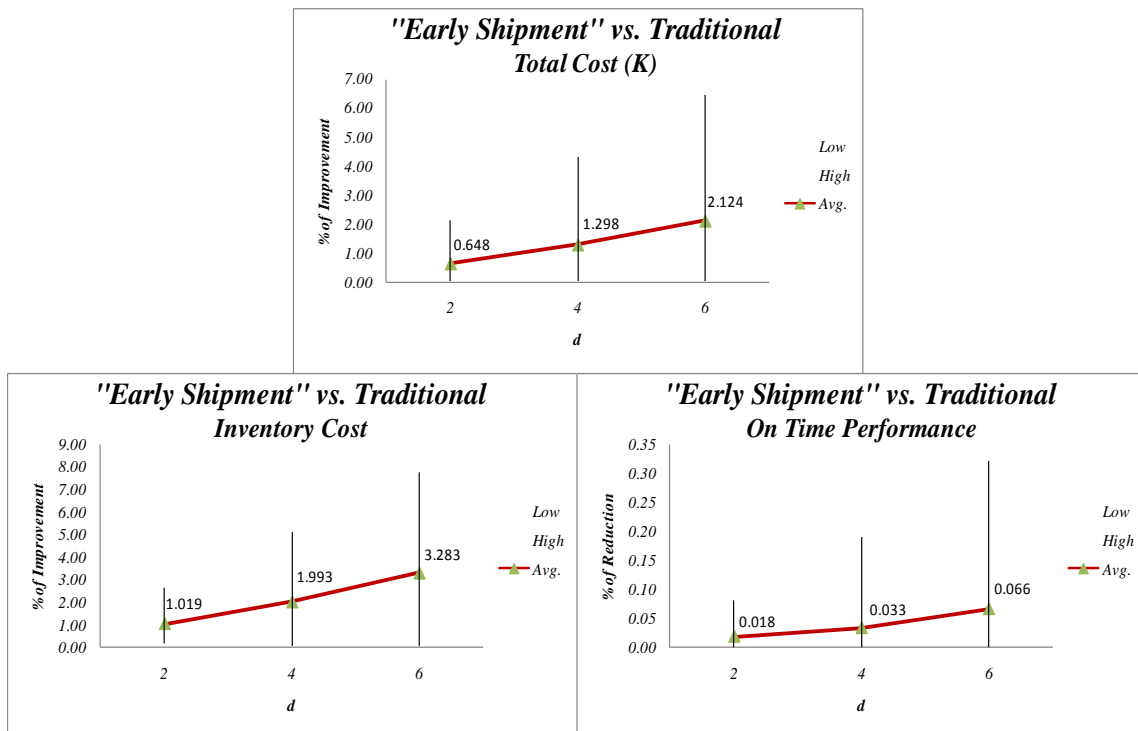 "Early Shipment" vs. Traditional
Total Cost (K)
7.00
6.00
5.00
4.00
3.00
2.00
1.00
0.00
% of Improvement
0.648
1.298
2.124
2
4
6
d
Low
High
Avg.
"Early Shipment" vs. Traditional
Inventory Cost
9.00
8.00
7.00
6.00
5.00
4.00
3.00
2.00
1.00
0.00
% of Improvement
1.019
1.993
3.283
2
4
6
d
Low
High
Avg.
"Early Shipment" vs. Traditional
On Time Performance
0.35
0.30
0.25
0.20
0.15
0.10
0.05
0.00
% of Reduction
0.018
0.033
0.066
2
4
6
d
Low
High
Avg.